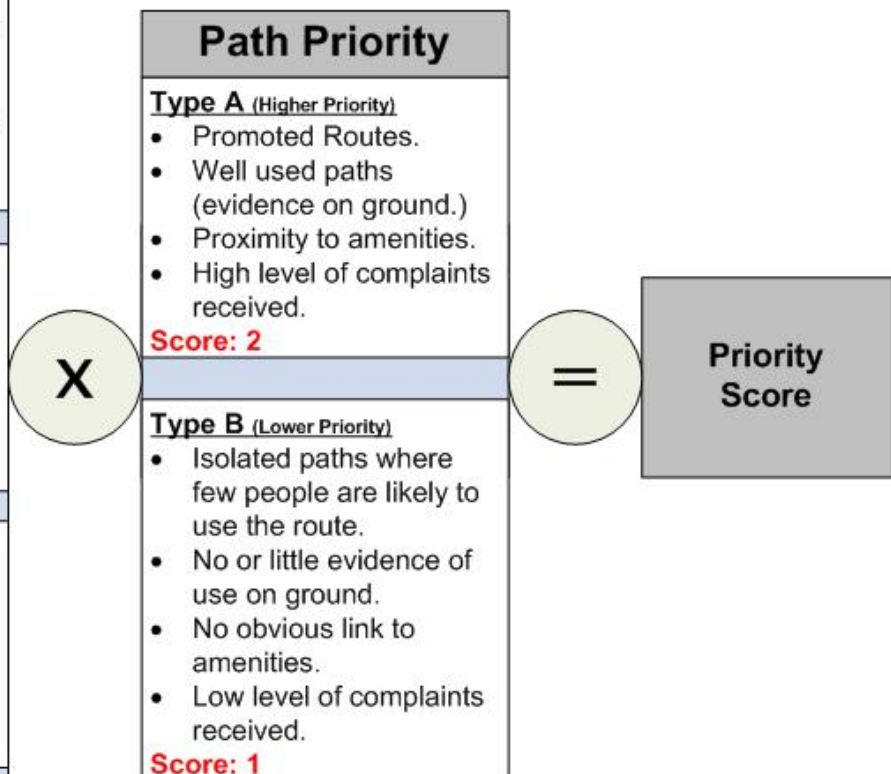 Path Priority
Type A (Higher Priority)
• Promoted Routes.
• Well used paths
(evidence on ground.)
• Proximity to amenities.
• High level of complaints
received.
Score: 2
X
=
Priority
Score
Type B (Lower Priority)
• Isolated paths where
few people are likely to
use the route.
• No or little evidence of
use on ground.
• No obvious link to
amenities.
• Low level of complaints
received.
Score: 1